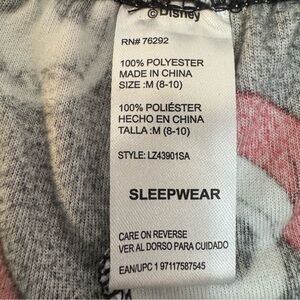 ©Disney
RN# 76292
100% POLYESTER
MADE IN CHINA
SIZE :M (8-10)
100% POLIÉSTER
HECHO EN CHINA
TALLA :M (8-10)
STYLE: LZ43901SA
SLEEPWEAR
CARE ON REVERSE
VER AL DORSO PARA CUIDADO
EAN/UPC 1 97117587545